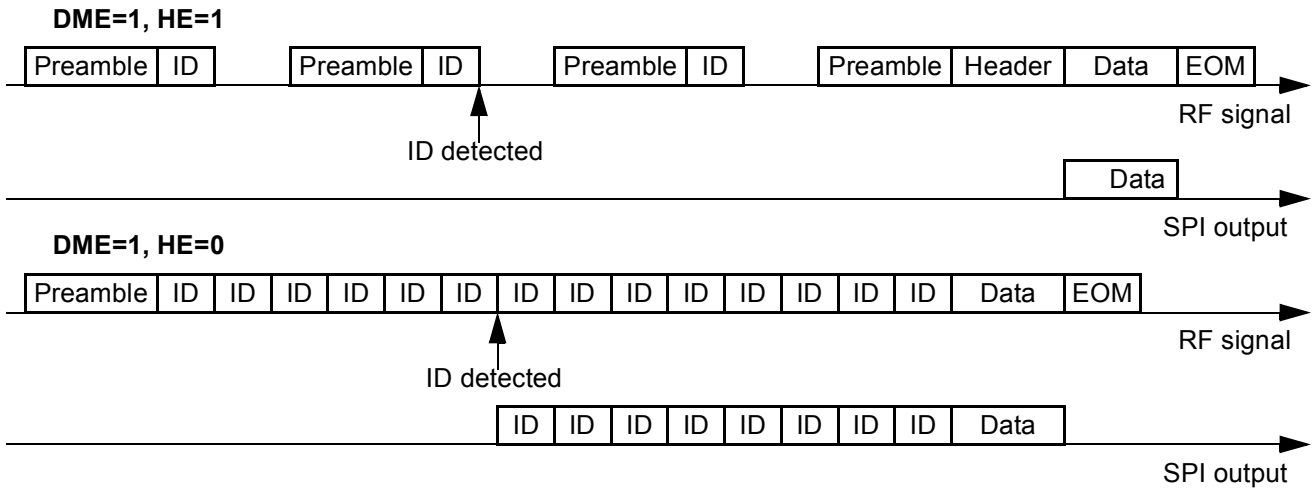 DME=1, HE=1
Preamble ID Preamble ID Preamble ID Preamble Header Data EOM
RF signal
ID detected
Data
SPI output
DME=1, HE=0
Preamble ID ID ID ID ID ID ID ID ID ID ID ID ID ID Data EOM
RF signal
ID detected
ID ID ID ID ID ID ID ID Data
SPI output